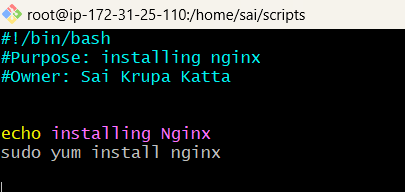 root@ip-172-31-25-110:/home/sai/scripts
#!/bin/bash
#Purpose: installing nginx
#Owner: Sai Krupa Katta
echo installing Nginx
sudo yum install nginx